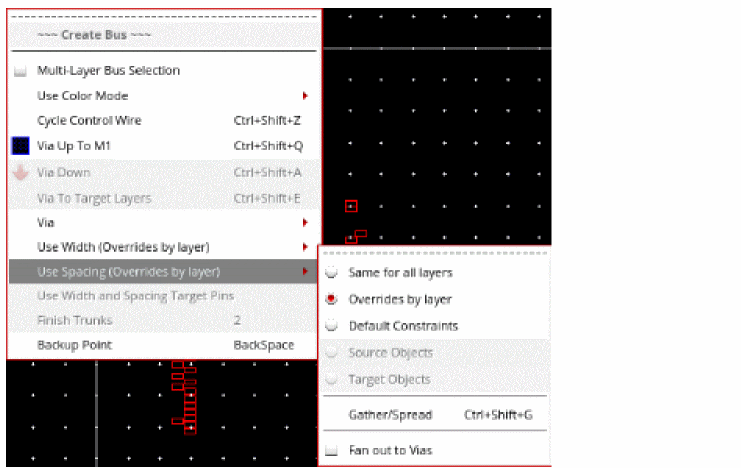 ~~~ Create Bus ~~~
Multi-Layer Bus Selection
Use Color Mode
Cycle Control Wire Ctrl+Shift+Z
Via Up To M1 Ctrl+Shift+Q
Via Down Ctrl+Shift+A
Via To Target Layers Ctrl+Shift+E
Via
Use Width (Overrides by layer)
Use Spacing (Overrides by layer)
Use Width and Spacing Target Pins
Finish Trunks 2
Backup Point BackSpace
Same for all layers
Overrides by layer
Default Constraints
Source Objects
Target Objects
Gather/Spread Ctrl+Shift+G
Fan out to Vias